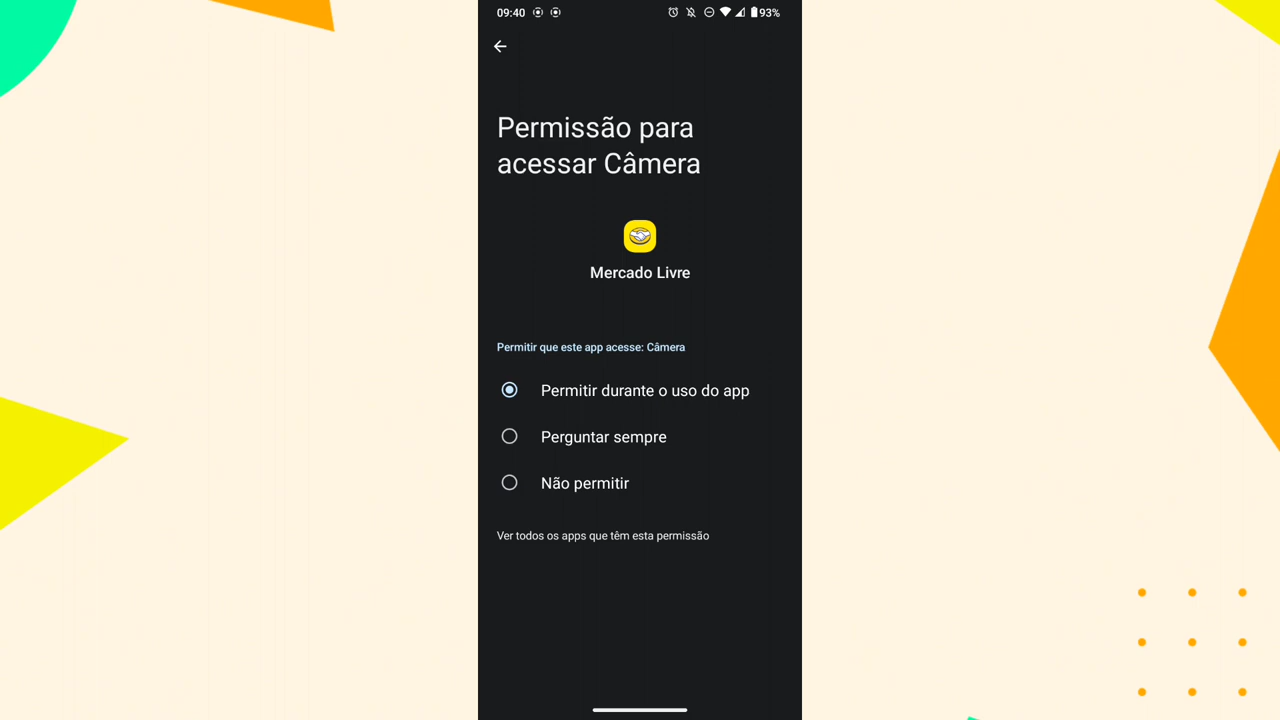 09:40
93%
Permissão para
acessar Câmera
Mercado Livre
Permitir que este app acesse: Câmera
Permitir durante o uso do app
Perguntar sempre
Não permitir
Ver todos os apps que têm esta permissão